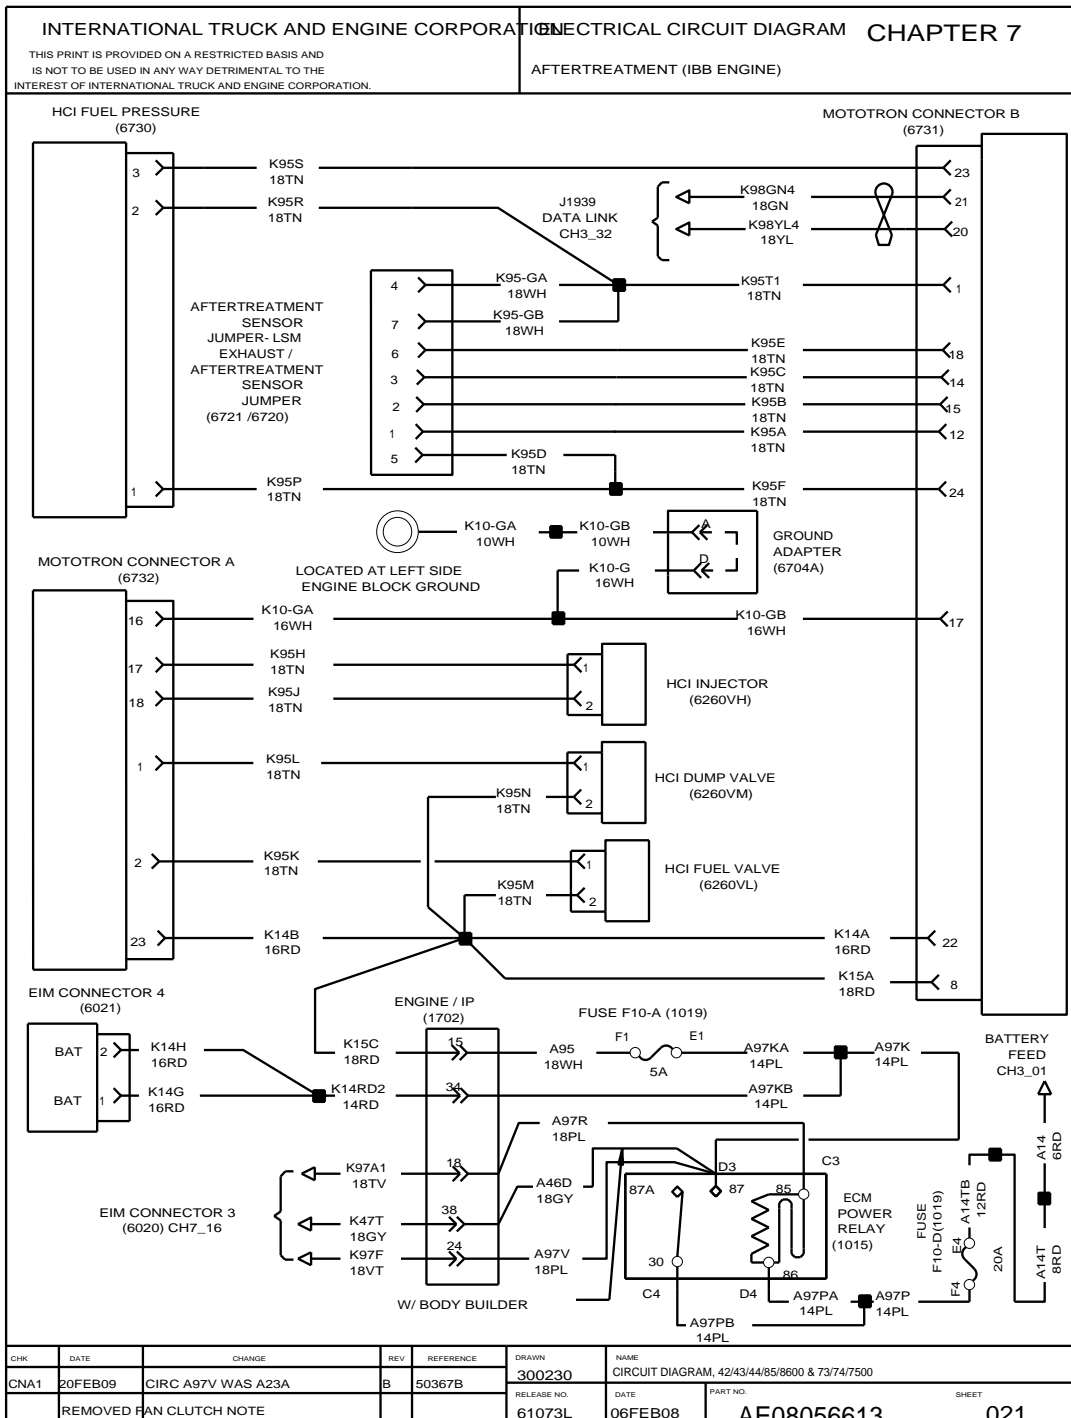 INTERNATIONAL TRUCK AND ENGINE CORPORATION
ELECTRICAL CIRCUIT DIAGRAM
CHAPTER 7
THIS PRINT IS PROVIDED ON A RESTRICTED BASIS AND
IS NOT TO BE USED IN ANY WAY DETRIMENTAL TO THE
INTEREST OF INTERNATIONAL TRUCK AND ENGINE CORPORATION.
AFTERTREATMENT (IBB ENGINE)
HCI FUEL PRESSURE
(6730)
MOTOTRON CONNECTOR B
(6731)
3
K95S
18TN
23
2
K95R
18TN
J1939
DATA LINK
CH3_32
K98GN4
18GN
21
K98YL4
18YL
20
AFTERTREATMENT
SENSOR
JUMPER- LSM
EXHAUST /
AFTERTREATMENT
SENSOR
JUMPER
(6721 /6720)
4
K95-GA
18WH
K95T1
18TN
1
7
K95-GB
18WH
6
K95E
18TN
18
3
K95C
18TN
14
2
K95B
18TN
15
1
K95A
18TN
12
5
K95D
18TN
1
K95P
18TN
K95F
18TN
24
K10-GA
10WH
K10-GB
10WH
A
GROUND
ADAPTER
(6704A)
LOCATED AT LEFT SIDE
ENGINE BLOCK GROUND
K10-G
16WH
D
MOTOTRON CONNECTOR A
(6732)
16
K10-GA
16WH
K10-GB
16WH
17
17
K95H
18TN
1
18
K95J
18TN
2
HCI INJECTOR
(6260VH)
1
K95L
18TN
1
K95N
18TN
2
HCI DUMP VALVE
(6260VM)
2
K95K
18TN
1
K95M
18TN
2
HCI FUEL VALVE
(6260VL)
23
K14B
16RD
K14A
16RD
22
K15A
18RD
8
EIM CONNECTOR 4
(6021)
ENGINE / IP
(1702)
FUSE F10-A (1019)
BAT
2
K14H
16RD
K15C
18RD
15
A95
18WH
F1
E1
5A
A97KA
14PL
A97K
14PL
BATTERY
FEED
CH3_01
BAT
1
K14G
16RD
K14RD2
14RD
34
A97KB
14PL
A97R
18PL
K97A1
18TV
18
A46D
18GY
D3
C3
87A
87
85
EIM CONNECTOR 3
(6020) CH7_16
K47T
18GY
38
ECM
POWER
RELAY
(1015)
K97F
18VT
24
A97V
18PL
30
86
W/ BODY BUILDER
C4
D4
A97PA
14PL
A97P
14PL
A97PB
14PL
FUSE
F10-D(1019)
E4
F4
A14TB
12RD
20A
A14
6RD
A14T
8RD
CHK
DATE
CHANGE
REV
REFERENCE
DRAWN
NAME
CNA1
20FEB09
CIRC A97V WAS A23A
B
50367B
300230
CIRCUIT DIAGRAM, 42/43/44/85/8600 & 73/74/7500
REMOVED FAN CLUTCH NOTE
RELEASE NO.
DATE
PART NO.
SHEET
61073L
06FEB08
AE08056613
021